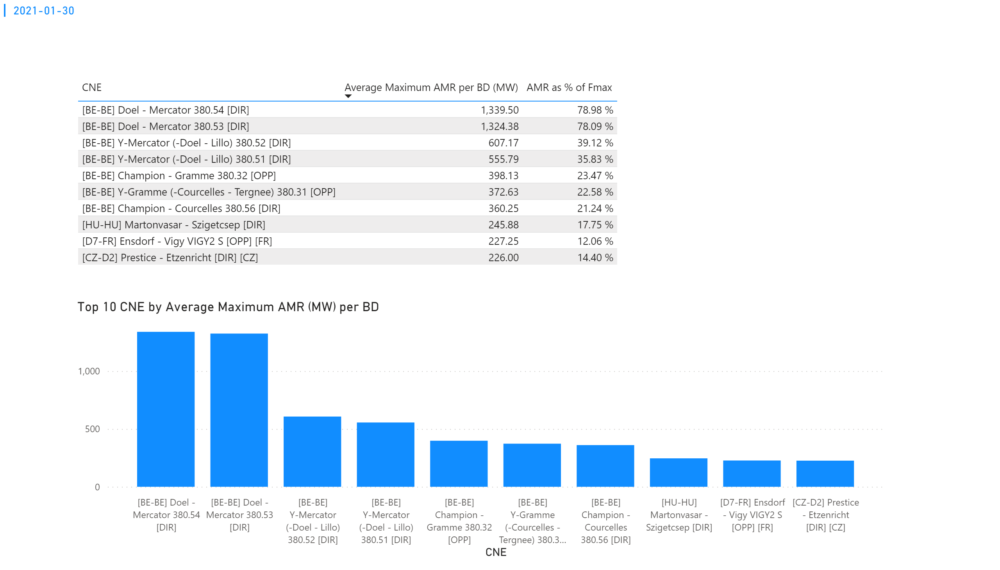 2021-01-30
CNE Average Maximum AMR per BD (MW) AMR as % of Fmax
[BE-BE] Doel - Mercator 380.54 [DIR] 1,339.50 78.98 %
[BE-BE] Doel - Mercator 380.53 [DIR] 1,324.38 78.09 %
[BE-BE] Y-Mercator (-Doel - Lillo) 380.52 [DIR] 607.17 39.12 %
[BE-BE] Y-Mercator (-Doel - Lillo) 380.51 [DIR] 555.79 35.83 %
[BE-BE] Champion - Gramme 380.32 [OPP] 398.13 23.47 %
[BE-BE] Y-Gramme (-Courcelles - Tergnee) 380.31 [OPP] 372.63 22.58 %
[BE-BE] Champion - Courcelles 380.56 [DIR] 360.25 21.24 %
[HU-HU] Martonvasar - Szigetcsep [DIR] 245.88 17.75 %
[D7-FR] Ensdorf - Vigy VIGY2 S [OPP] [FR] 227.25 12.06 %
[CZ-D2] Prestice - Etzenricht [DIR] [CZ] 226.00 14.40 %
Top 10 CNE by Average Maximum AMR (MW) per BD
1,000
500
0
[BE-BE] Doel - [BE-BE] Doel - [BE-BE] [BE-BE] [BE-BE] [BE-BE] [BE-BE] [HU-HU] [D7-FR] Ensdorf [CZ-D2] Prestice
Mercator 380.54 Mercator 380.53 Y-Mercator Y-Mercator Champion - Y-Gramme Champion - Martonvasar - - Vigy VIGY2 S - Etzenricht
[DIR] [DIR] (-Doel - Lillo) (-Doel - Lillo) Gramme 380.32 (-Courcelles - Courcelles Szigetcsep [DIR] [OPP] [FR] [DIR] [CZ]
380.52 [DIR] 380.51 [DIR] [OPP] Tergnee) 380.3... 380.56 [DIR]
CNE